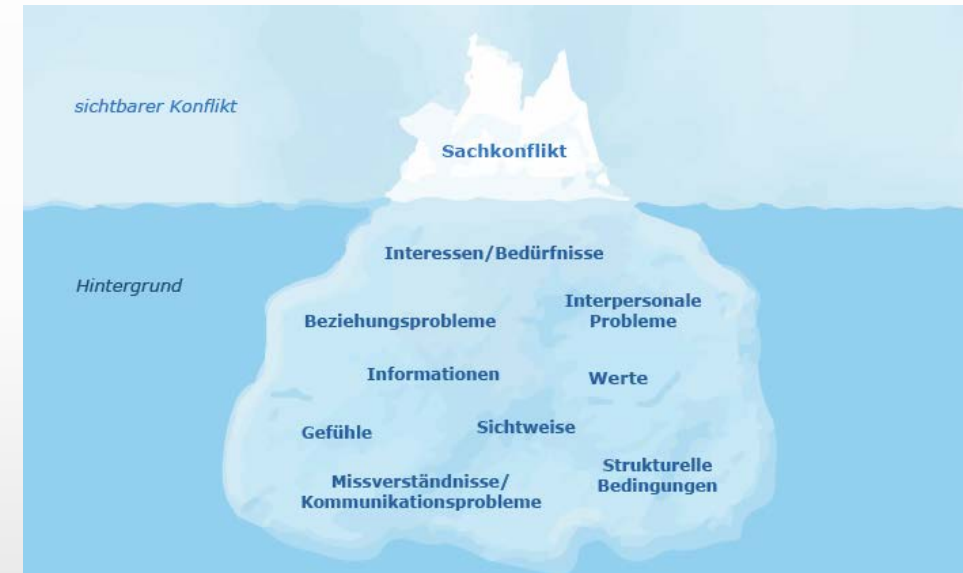 sichtbarer Konflikt
Sachkonflikt
Interessen/Bedürfnisse
Hintergrund
Interpersonale
Probleme
Beziehungsprobleme
Informationen
Werte
Gefühle
Sichtweise
Missverständnisse/
Kommunikationsprobleme
Strukturelle
Bedingungen